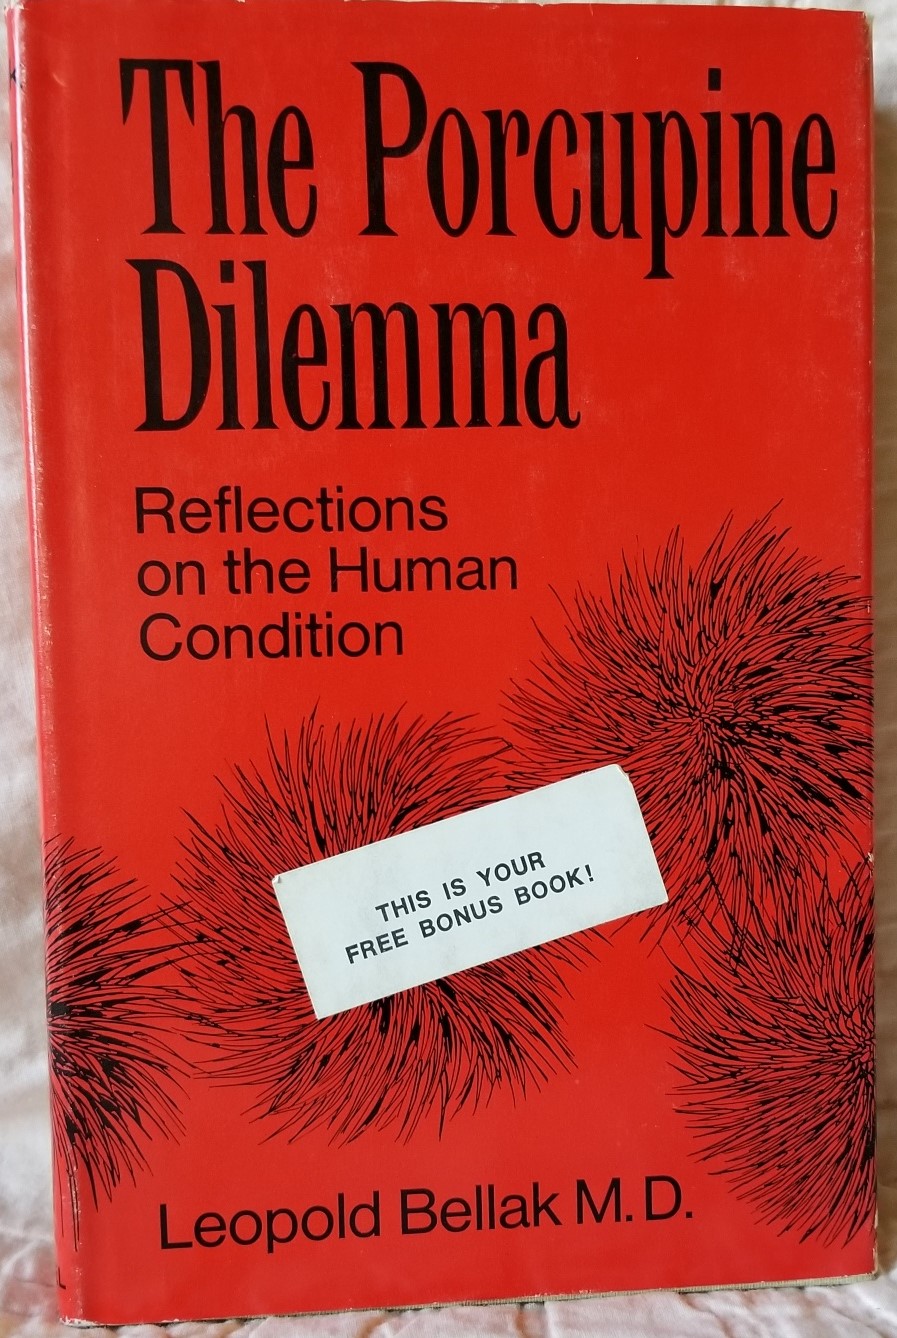 The Porcupine
Dilemma
Reflections
on the Human
Condition
THIS IS YOUR
FREE BONUS BOOK!
Leopold Bellak M.D.